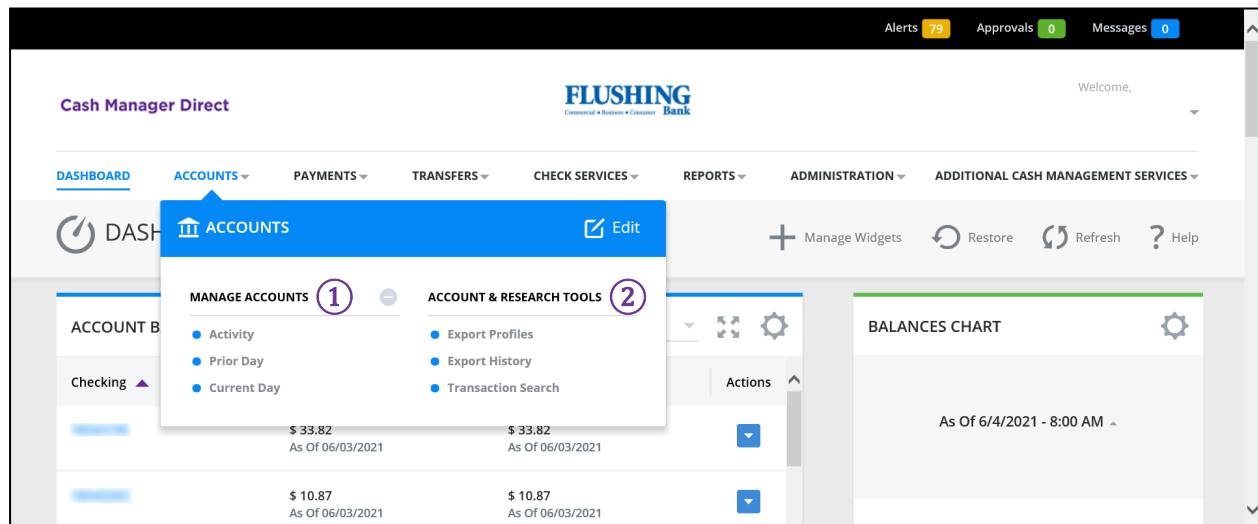 Alerts 79 Approvals 0 Messages 0
Cash Manager Direct
FLUSHING
Commercial • Business • Consumer Bank
Welcome,
DASHBOARD ACCOUNTS PAYMENTS TRANSFERS CHECK SERVICES REPORTS ADMINISTRATION ADDITIONAL CASH MANAGEMENT SERVICES
DASH ACCOUNTS Edit Manage Widgets Restore Refresh ? Help
MANAGE ACCOUNTS 1 ACCOUNT & RESEARCH TOOLS 2
Activity Export Profiles
Prior Day Export History
Current Day Transaction Search
ACCOUNT B BALANCES CHART
Checking Actions
As Of 6/4/2021 - 8:00 AM
$ 33.82 $ 33.82
As Of 06/03/2021 As Of 06/03/2021
$ 10.87 $ 10.87
As Of 06/03/2021 As Of 06/03/2021